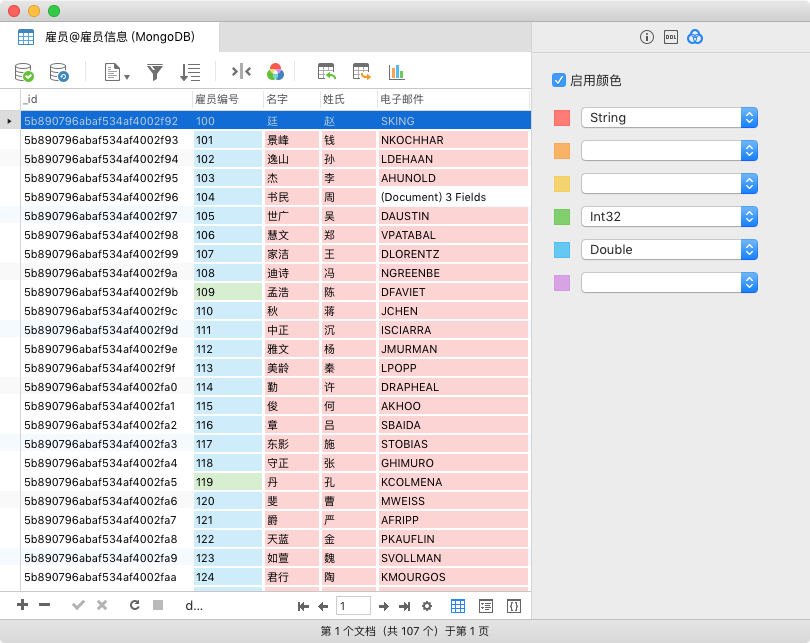 雇员@雇员信息 (MongoDB)
DDL
启用颜色
_id 雇员编号 名字 姓氏 电子邮件
5b890796abaf534af4002f92 100 廷 赵 SKING
5b890796abaf534af4002f93 101 景峰 钱 NKOCHHAR
5b890796abaf534af4002f94 102 逸山 孙 LDEHAAN
5b890796abaf534af4002f95 103 杰 李 AHUNOLD
5b890796abaf534af4002f96 104 书民 周 (Document) 3 Fields
5b890796abaf534af4002f97 105 世广 吴 DAUSTIN
5b890796abaf534af4002f98 106 慧文 郑 VPATABAL
5b890796abaf534af4002f99 107 家洁 王 DLORENTZ
5b890796abaf534af4002f9a 108 迪诗 冯 NGREENBE
5b890796abaf534af4002f9b 109 孟浩 陈 DFAVIET
5b890796abaf534af4002f9c 110 秋 蒋 JCHEN
5b890796abaf534af4002f9d 111 中正 沉 ISCIARRA
5b890796abaf534af4002f9e 112 雅文 杨 JMURMAN
5b890796abaf534af4002f9f 113 美龄 秦 LPOPP
5b890796abaf534af4002fa0 114 勤 许 DRAPHEAL
5b890796abaf534af4002fa1 115 俊 何 AKHOO
5b890796abaf534af4002fa2 116 章 吕 SBAIDA
5b890796abaf534af4002fa3 117 东影 施 STOBIAS
5b890796abaf534af4002fa4 118 守正 张 GHIMURO
5b890796abaf534af4002fa5 119 丹 孔 KCOLMENA
5b890796abaf534af4002fa6 120 斐 曹 MWEISS
5b890796abaf534af4002fa7 121 爵 严 AFRIPP
5b890796abaf534af4002fa8 122 天蓝 金 PKAUFLIN
5b890796abaf534af4002fa9 123 如萱 魏 SVOLLMAN
5b890796abaf534af4002faa 124 君行 陶 KMOURGOS
String
Int32
Double
d... 1
第 1 个文档（共 107 个）于第 1 页